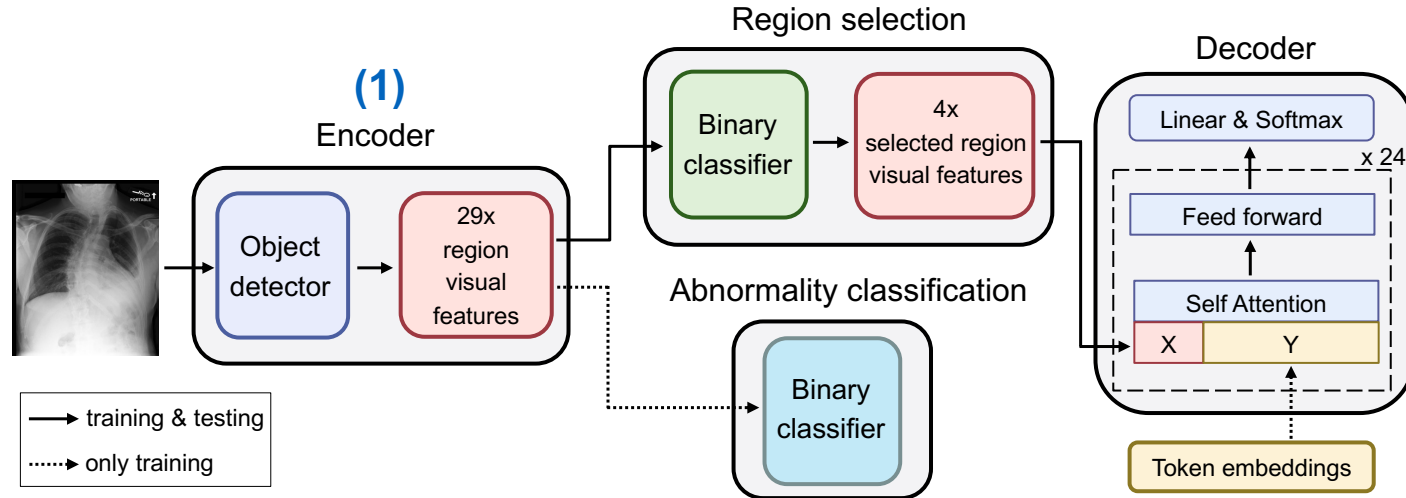 Region selection
Decoder
(1)
Encoder
Binary
classifier
4x
selected region
visual features
Linear & Softmax
x 24
PORTABLE
Object
detector
29x
region
visual
features
Feed forward
Abnormality classification
Self Attention
X
Y
Binary
classifier
training & testing
only training
Token embeddings